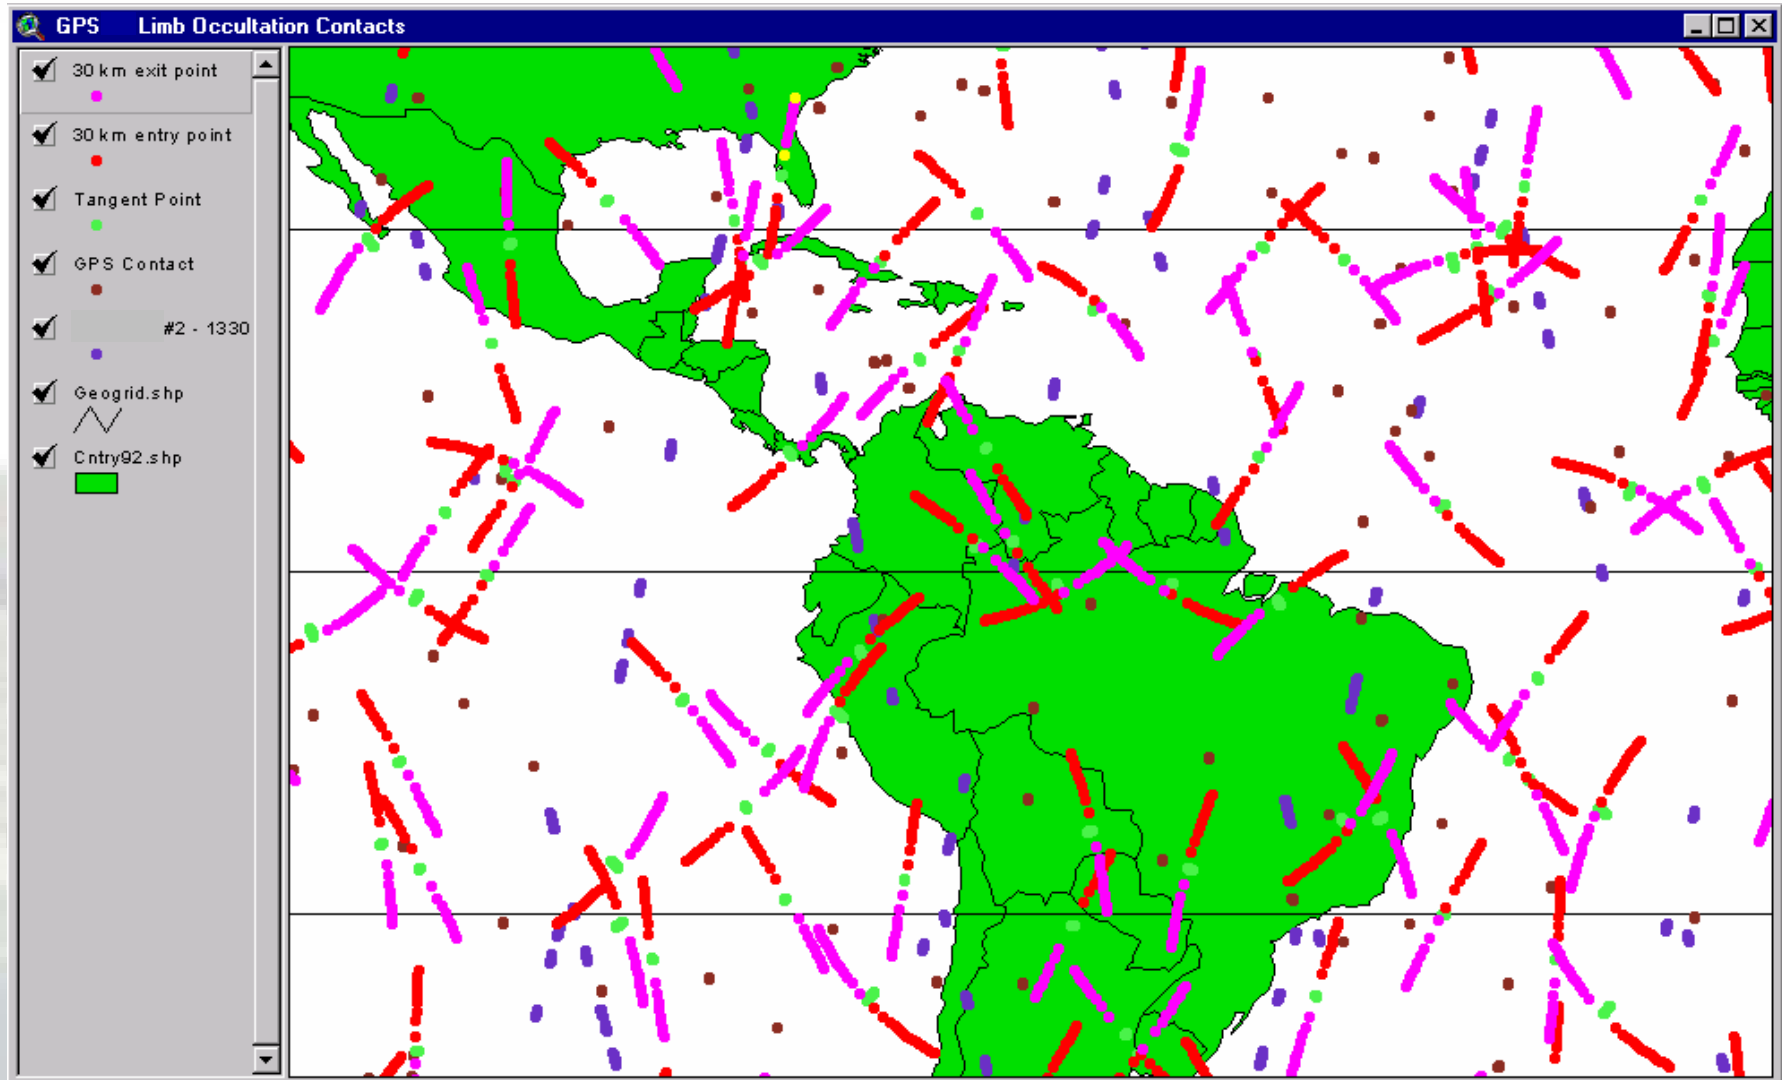 GPS Limb Occultation Contacts
30 km exit point
30 km entry point
Tangent Point
GPS Contact
#2 - 1330
Geogrid.shp
Cntry92.shp